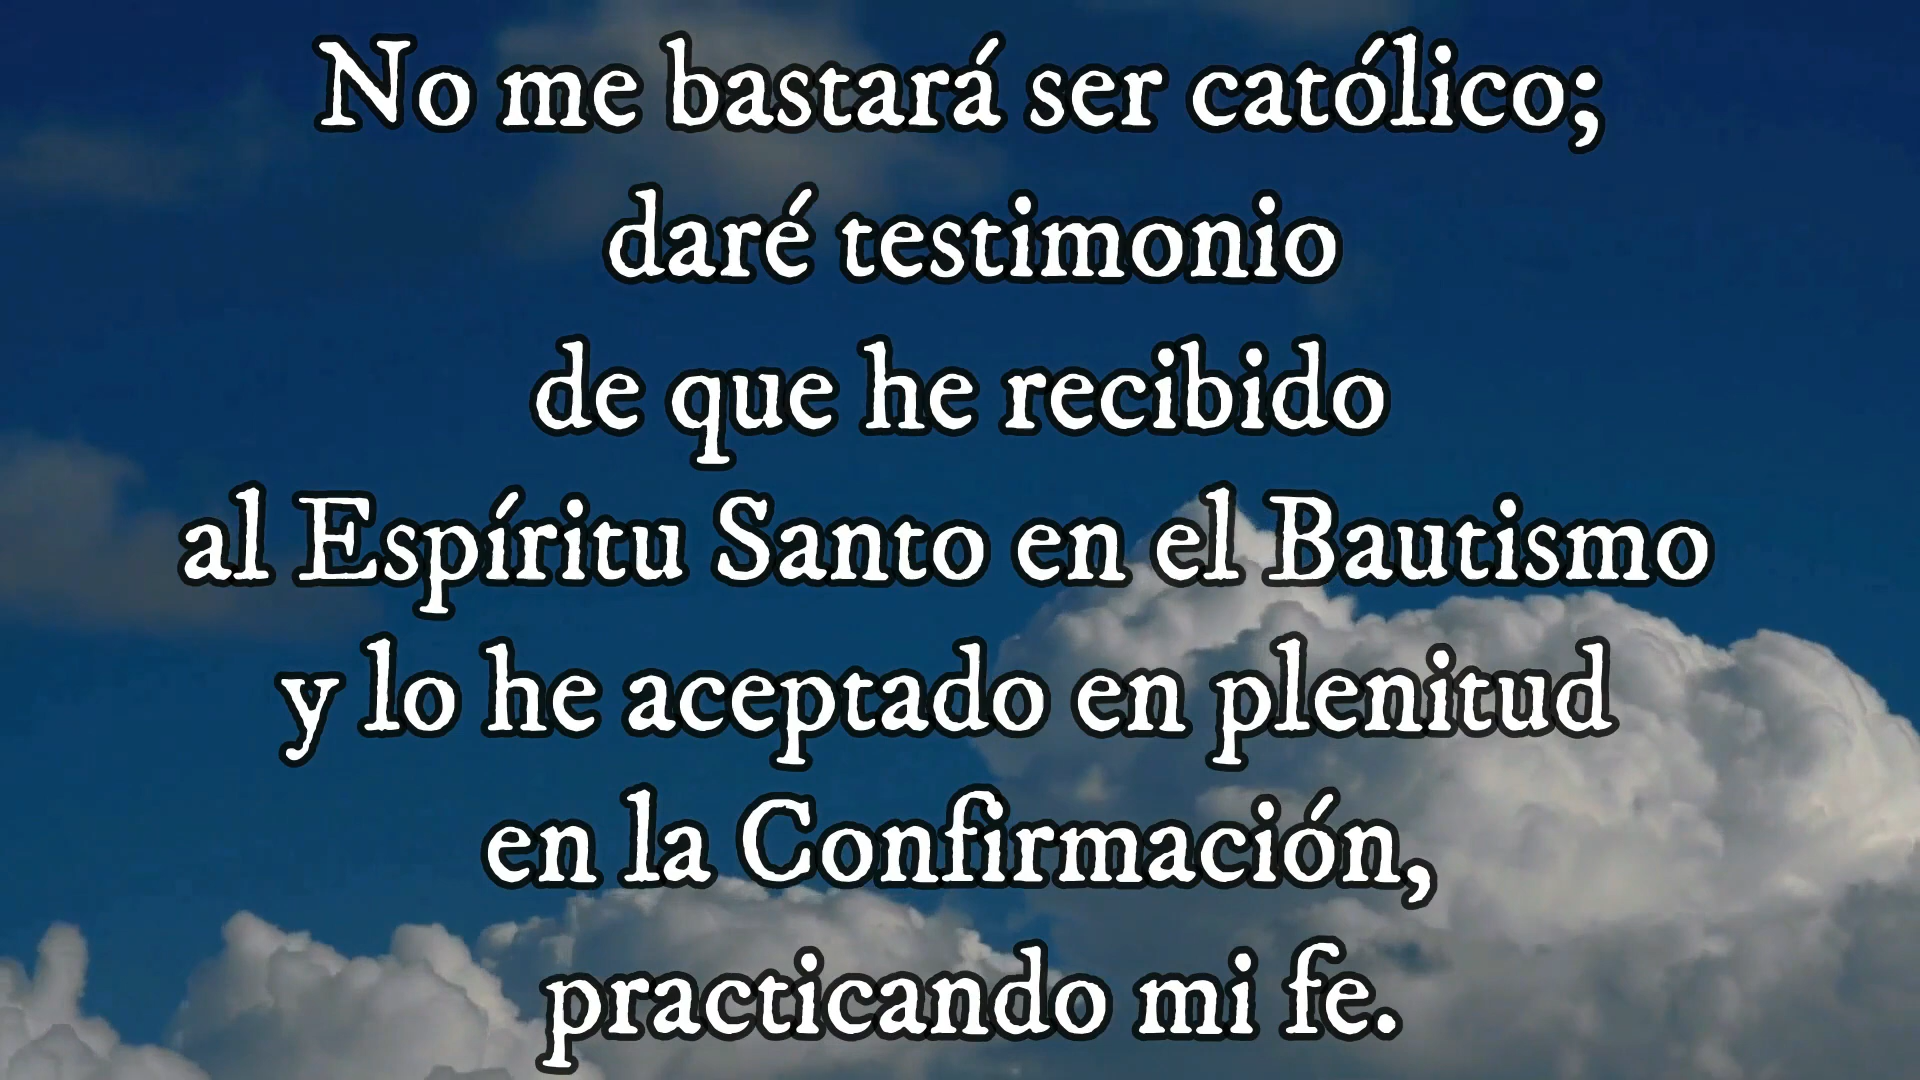 No me bastará ser católico;
daré testimonio
de que he recibido
al Espíritu Santo en el Bautismo
y lo he aceptado en plenitud
en la Confirmación,
practicando mi fe.